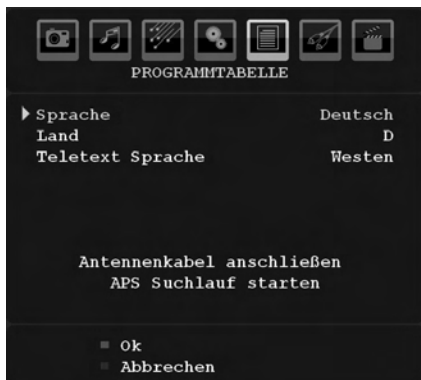 PROGRAMMTABELLE
Sprache Deutsch
Land D
Teletext Sprache Westen
Antennenkabel anschließen
APS Suchlauf starten
Ok
Abbrechen